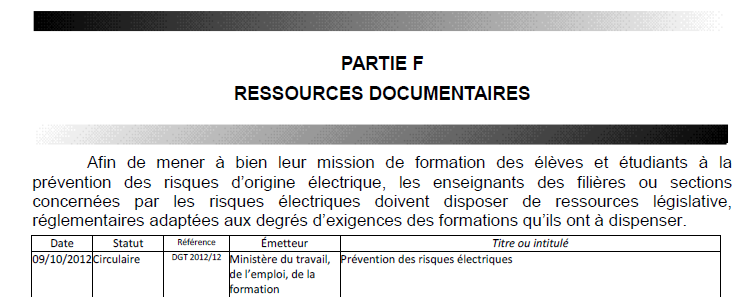 PARTIE F
RESSOURCES DOCUMENTAIRES
Afin de mener à bien leur mission de formation des élèves et étudiants à la
prévention des risques d'origine électrique, les enseignants des filières ou sections
concernées par les risques électriques doivent disposer de ressources législative,
réglementaires adaptées aux degrés d'exigences des formations qu'ils ont à dispenser.
Date Statut Référence Émetteur Titre ou intitulé
09/10/2012 Circulaire DGT 2012/12 Ministère du travail, Prévention des risques électriques
de l'emploi, de la
formation